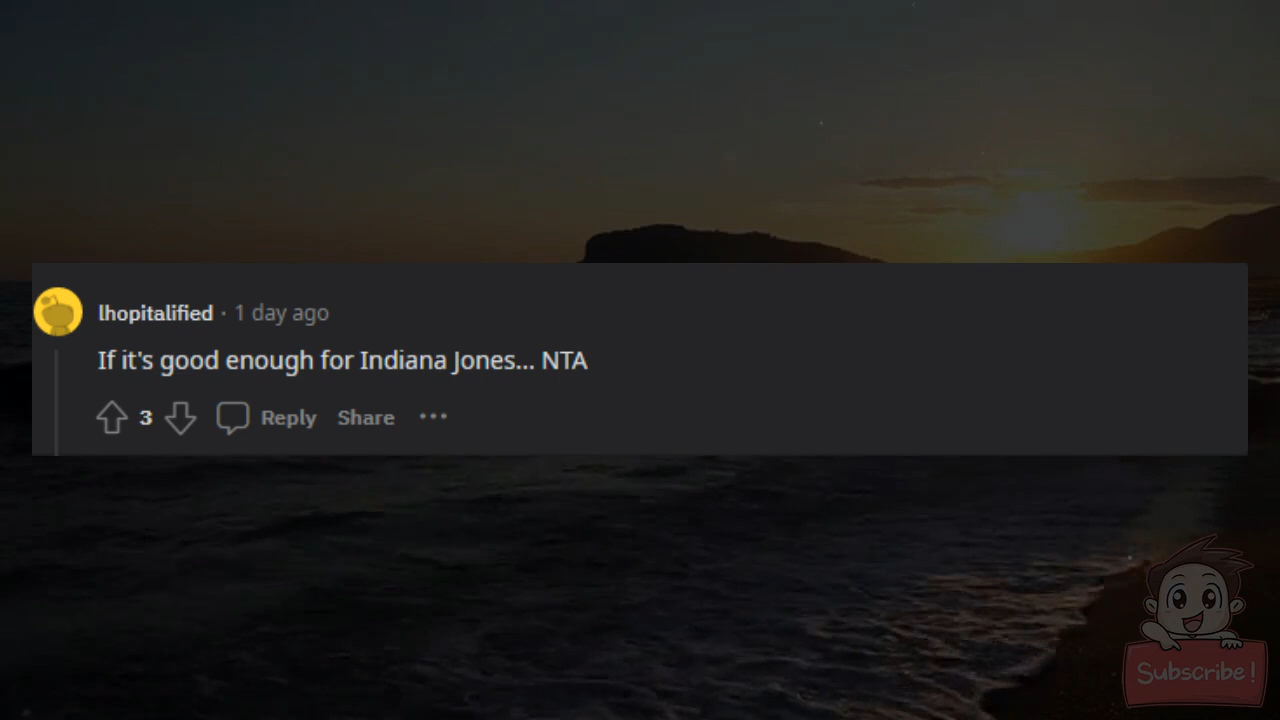 lhopitalified · 1 day ago
If it's good enough for Indiana Jones... NTA
3 Reply Share ···
Subscribe!